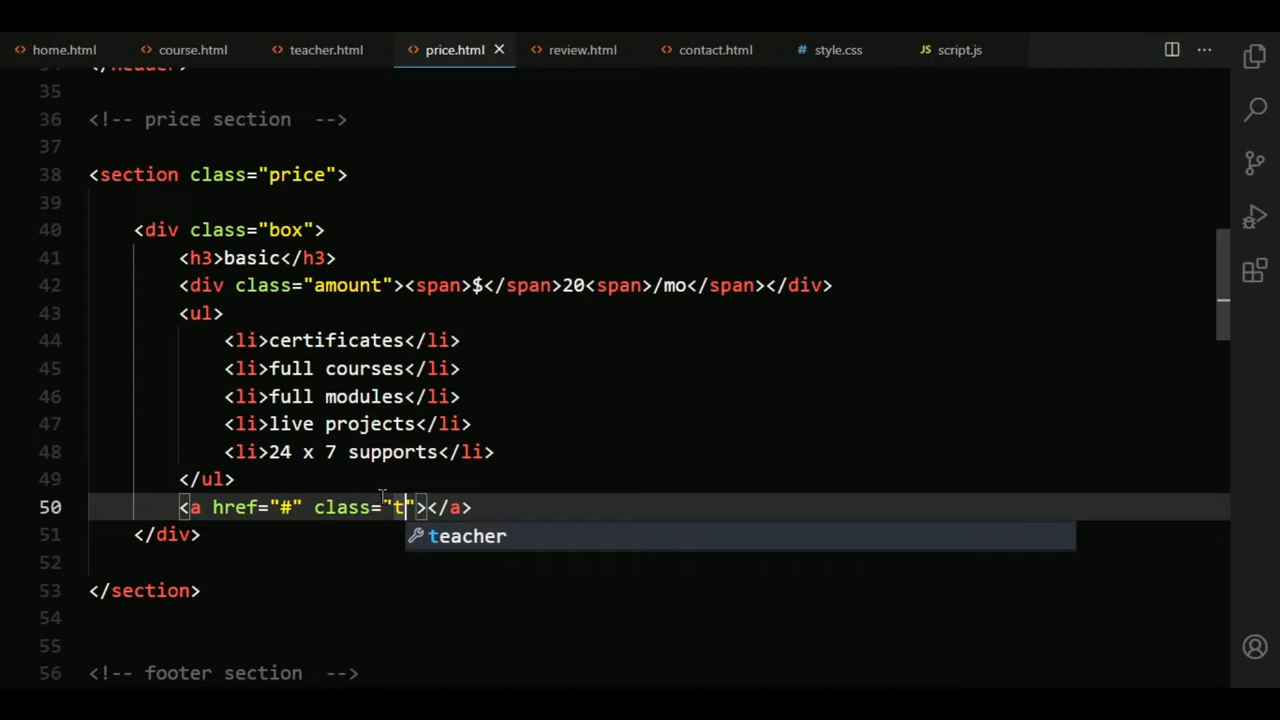 home.html course.html teacher.html price.html review.html contact.html # style.css JS script.js
35
36 <!-- price section  -->
37
38 <section class="price">
39
40 <div class="box">
41 <h3>basic</h3>
42 <div class="amount"><span>$</span>20<span>/mo</span></div>
43 <ul>
44 <li>certificates</li>
45 <li>full courses</li>
46 <li>full modules</li>
47 <li>live projects</li>
48 <li>24 x 7 supports</li>
49 </ul>
50 <a href="#" class="t"></a>
teacher
51 </div>
52
53 </section>
54
55
56 <!-- footer section  -->